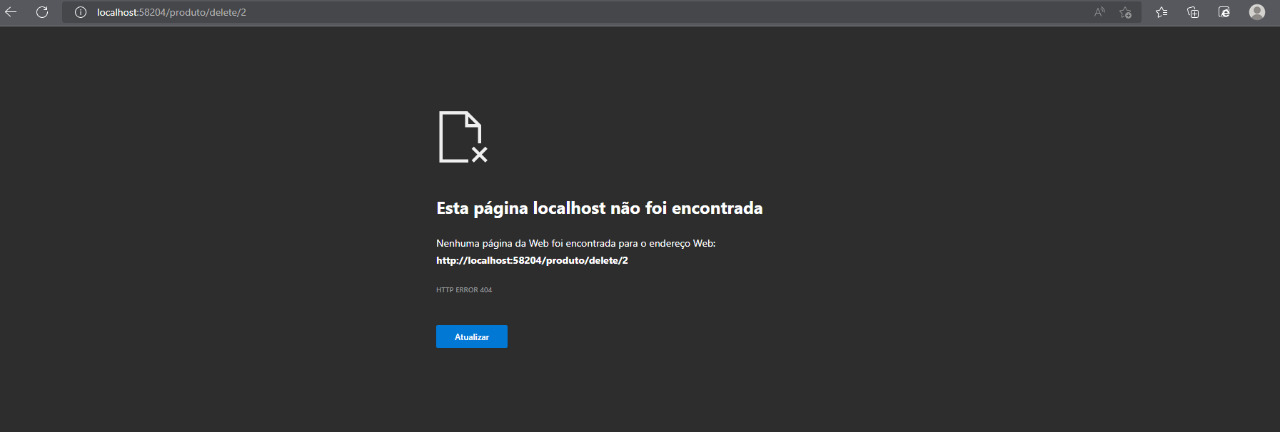 localhost:58204/produto/delete/2
Esta página localhost não foi encontrada
Nenhuma página da Web foi encontrada para o endereço Web:
http://localhost:58204/produto/delete/2
HTTP ERROR 404
Atualizar